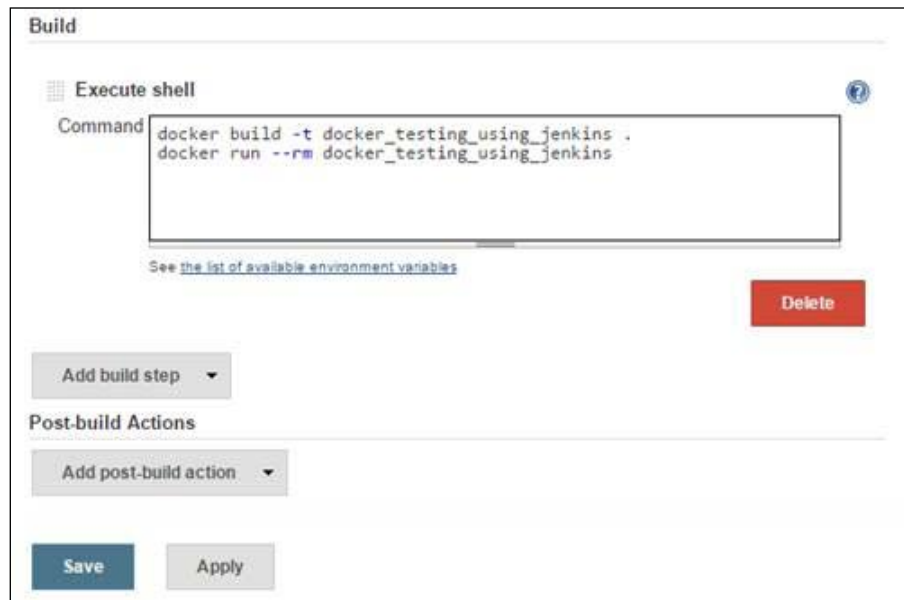 Build
Execute shell
Command
docker build -t docker_testing_using_jenkins .
docker run --rm docker_testing_using_jenkins
See the list of available environment variables
Delete
Add build step
Post-build Actions
Add post-build action
Save
Apply